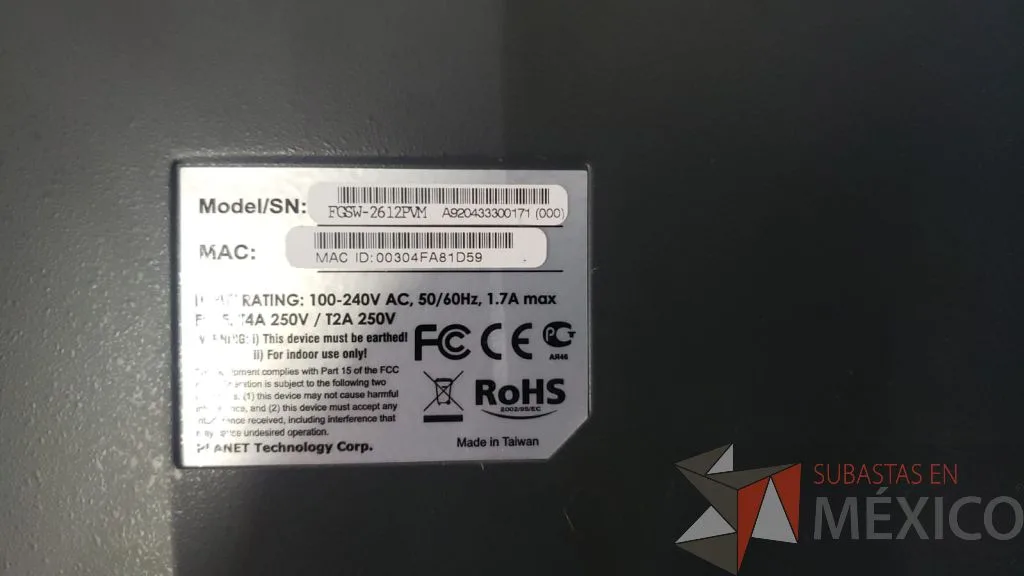 Model/SN:
FGSW-2612PVM A920433300171 (000)
MAC:
MAC ID:00304FA81D59
RATING: 100-240V AC, 50/60Hz, 1.7A max
T4A 250V / T2A 250V
i) This device must be earthed!
ii) For indoor use only!
complies with Part 15 of the FCC
is subject to the following two
(1) this device may not cause harmful
and (2) this device must accept any
received, including interference that
undesired operation.
PLANET Technology Corp.
FC CE PCT
АЯ46
RoHS
2002/95/EC
Made in Taiwan
SUBASTAS EN
MÉXICO